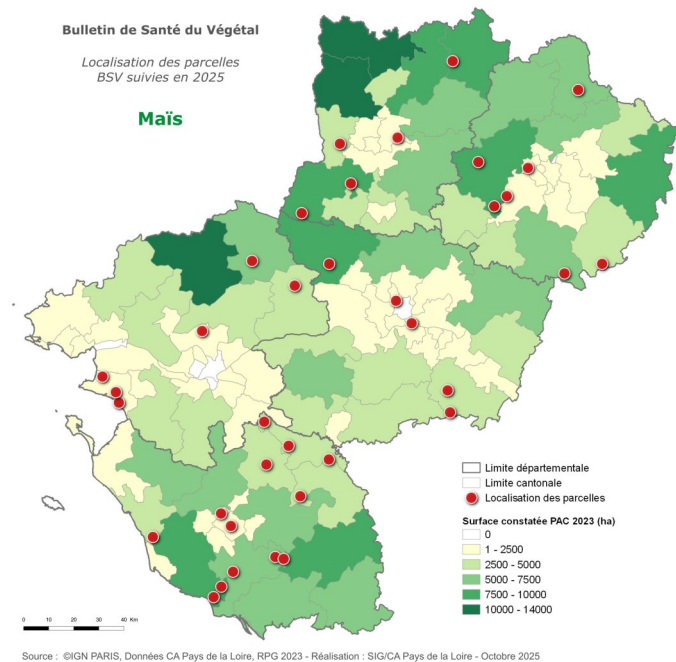 Bulletin de Santé du Végétal
Localisation des parcelles
BSV suivies en 2025
Maïs
Limite départementale
Limite cantonale
Localisation des parcelles
Surface constatée PAC 2023 (ha)
0
1 - 2500
2500 - 5000
5000 - 7500
7500 - 10000
10000 - 14000
0 10 20 30 40 Km
Source : ©IGN PARIS, Données CA Pays de la Loire, RPG 2023 - Réalisation : SIG/CA Pays de la Loire - Octobre 2025